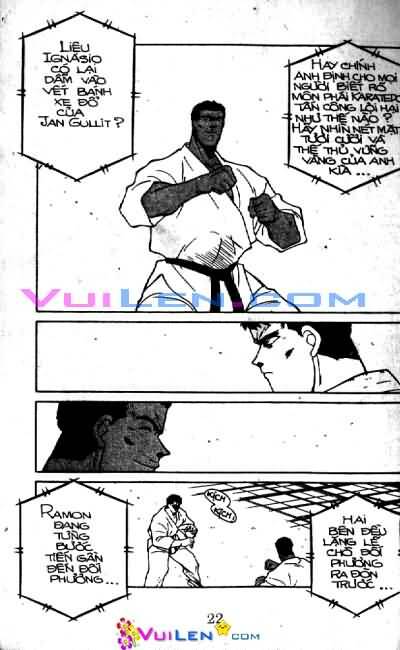 LIỆU
IGNASIO
CÓ LẠI
DẪM VÀO
VẾT BÁNH
XE ĐỔ
CỦA
JAN GULLIT?
HAY CHÍNH
ANH ĐỊNH CHO MỌI
NGƯỜI BIẾT RÕ
MÔN PHÁI KARATEDO
TẤN CÔNG LỢI HẠI
NHƯ THẾ NÀO?
HÃY NHÌN NÉT MẶT
TƯƠI CƯỜI VÀ
THẾ THỦ VỮNG
VÀNG CỦA ANH
KÌA...
VUILEN.COM
KỊCH
KỊCH!
RAMON
ĐANG
TỪNG
BƯỚC
TIẾN GẦN
ĐẾN ĐỐI
PHƯƠNG...
HAI
BÊN ĐỀU
LẲNG LẶ
CHỜ ĐỐI
PHƯƠNG
RA ĐÒN
TRƯỚC...
22
VUILEN.COM